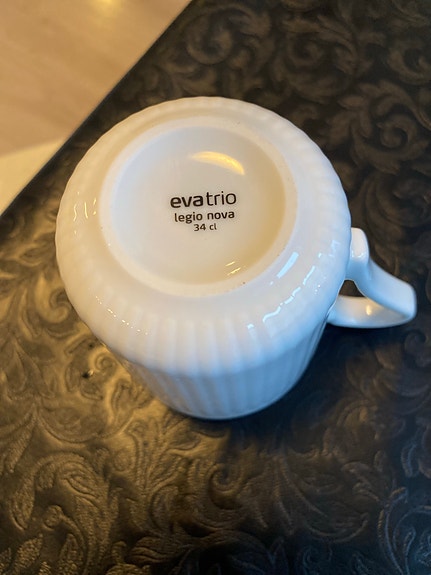 evatrio
legio nova
34 cl